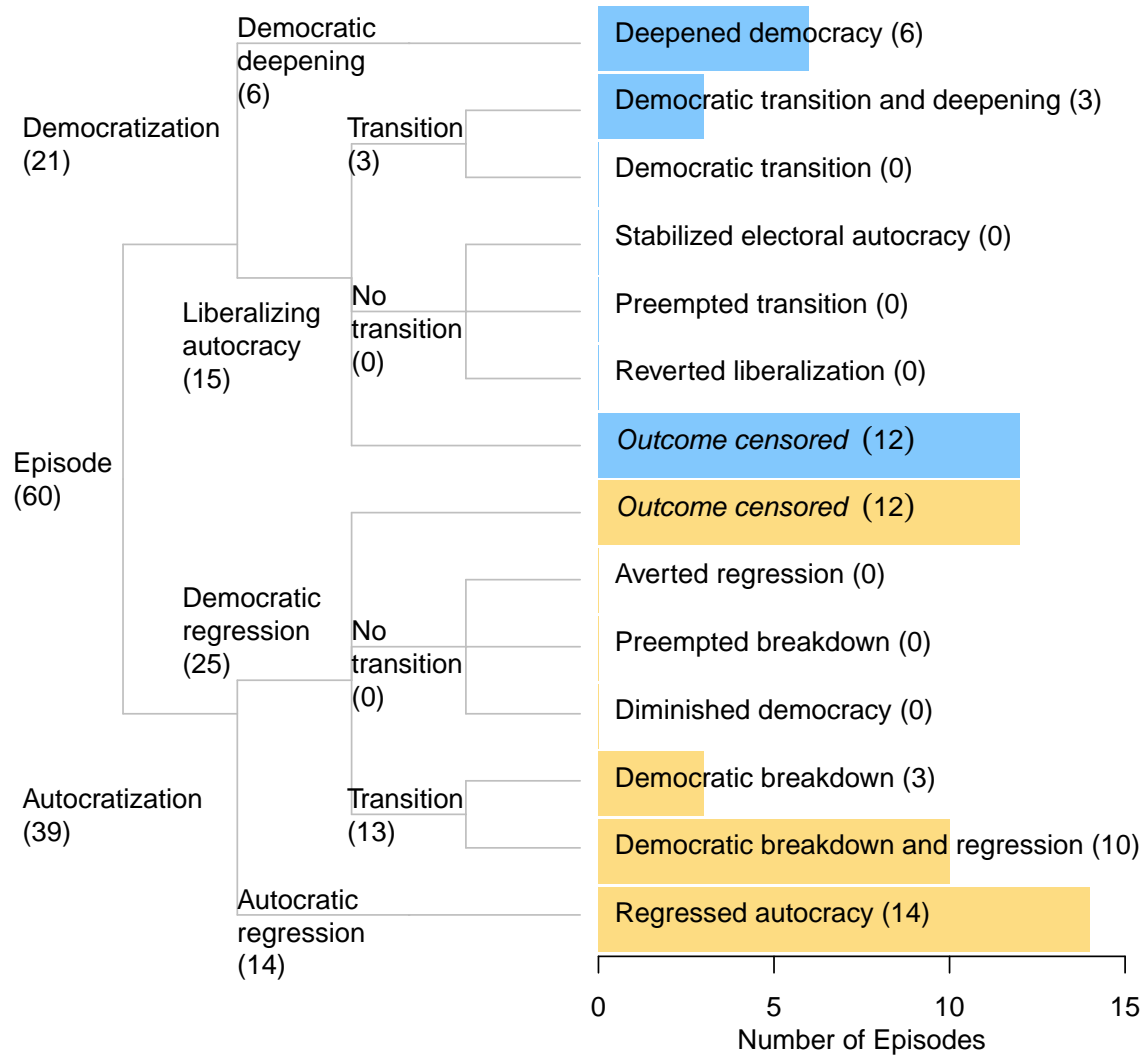 Democratic
deepening
(6)
Deepened democracy (6)
Democratization
(21)
Transition
(3)
Democratic transition and deepening (3)
Democratic transition (0)
Stabilized electoral autocracy (0)
Liberalizing
autocracy
(15)
No
transition
(0)
Preempted transition (0)
Reverted liberalization (0)
Outcome censored (12)
Episode
(60)
Outcome censored (12)
Averted regression (0)
Democratic
regression
(25)
No
transition
(0)
Preempted breakdown (0)
Diminished democracy (0)
Autocratization
(39)
Transition
(13)
Democratic breakdown (3)
Democratic breakdown and regression (10)
Autocratic
regression
(14)
Regressed autocracy (14)
0 5 10 15
Number of Episodes